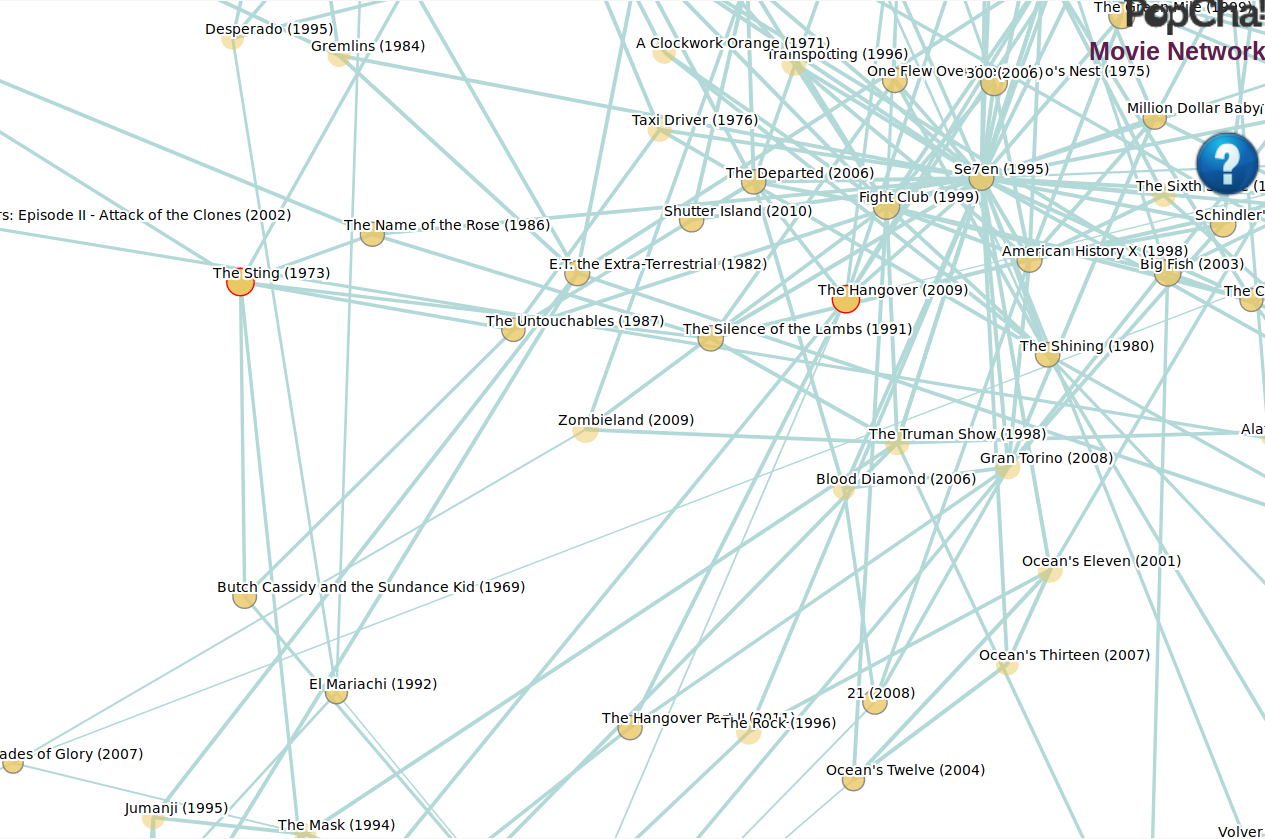 The Green Mile (1999)
PopCha!
Movie Network
Desperado (1995)
Gremlins (1984)
A Clockwork Orange (1971)
Trainspotting (1996)
One Flew Over
300 (2006)
o's Nest (1975)
Million Dollar Baby
Taxi Driver (1976)
?
The Departed (2006)
Se7en (1995)
The Sixth
Fight Club (1999)
rs: Episode II - Attack of the Clones (2002)
Shutter Island (2010)
Schindler'
The Name of the Rose (1986)
American History X (1998)
E.T. the Extra-Terrestrial (1982)
Big Fish (2003)
The Sting (1973)
The Hangover (2009)
The C
The Untouchables (1987)
The Silence of the Lambs (1991)
The Shining (1980)
Zombieland (2009)
Ala
The Truman Show (1998)
Gran Torino (2008)
Blood Diamond (2006)
Ocean's Eleven (2001)
Butch Cassidy and the Sundance Kid (1969)
Ocean's Thirteen (2007)
El Mariachi (1992)
21 (2008)
The Hangover Part II (2011)
The Rock (1996)
ades of Glory (2007)
Ocean's Twelve (2004)
Jumanji (1995)
The Mask (1994)
Volver